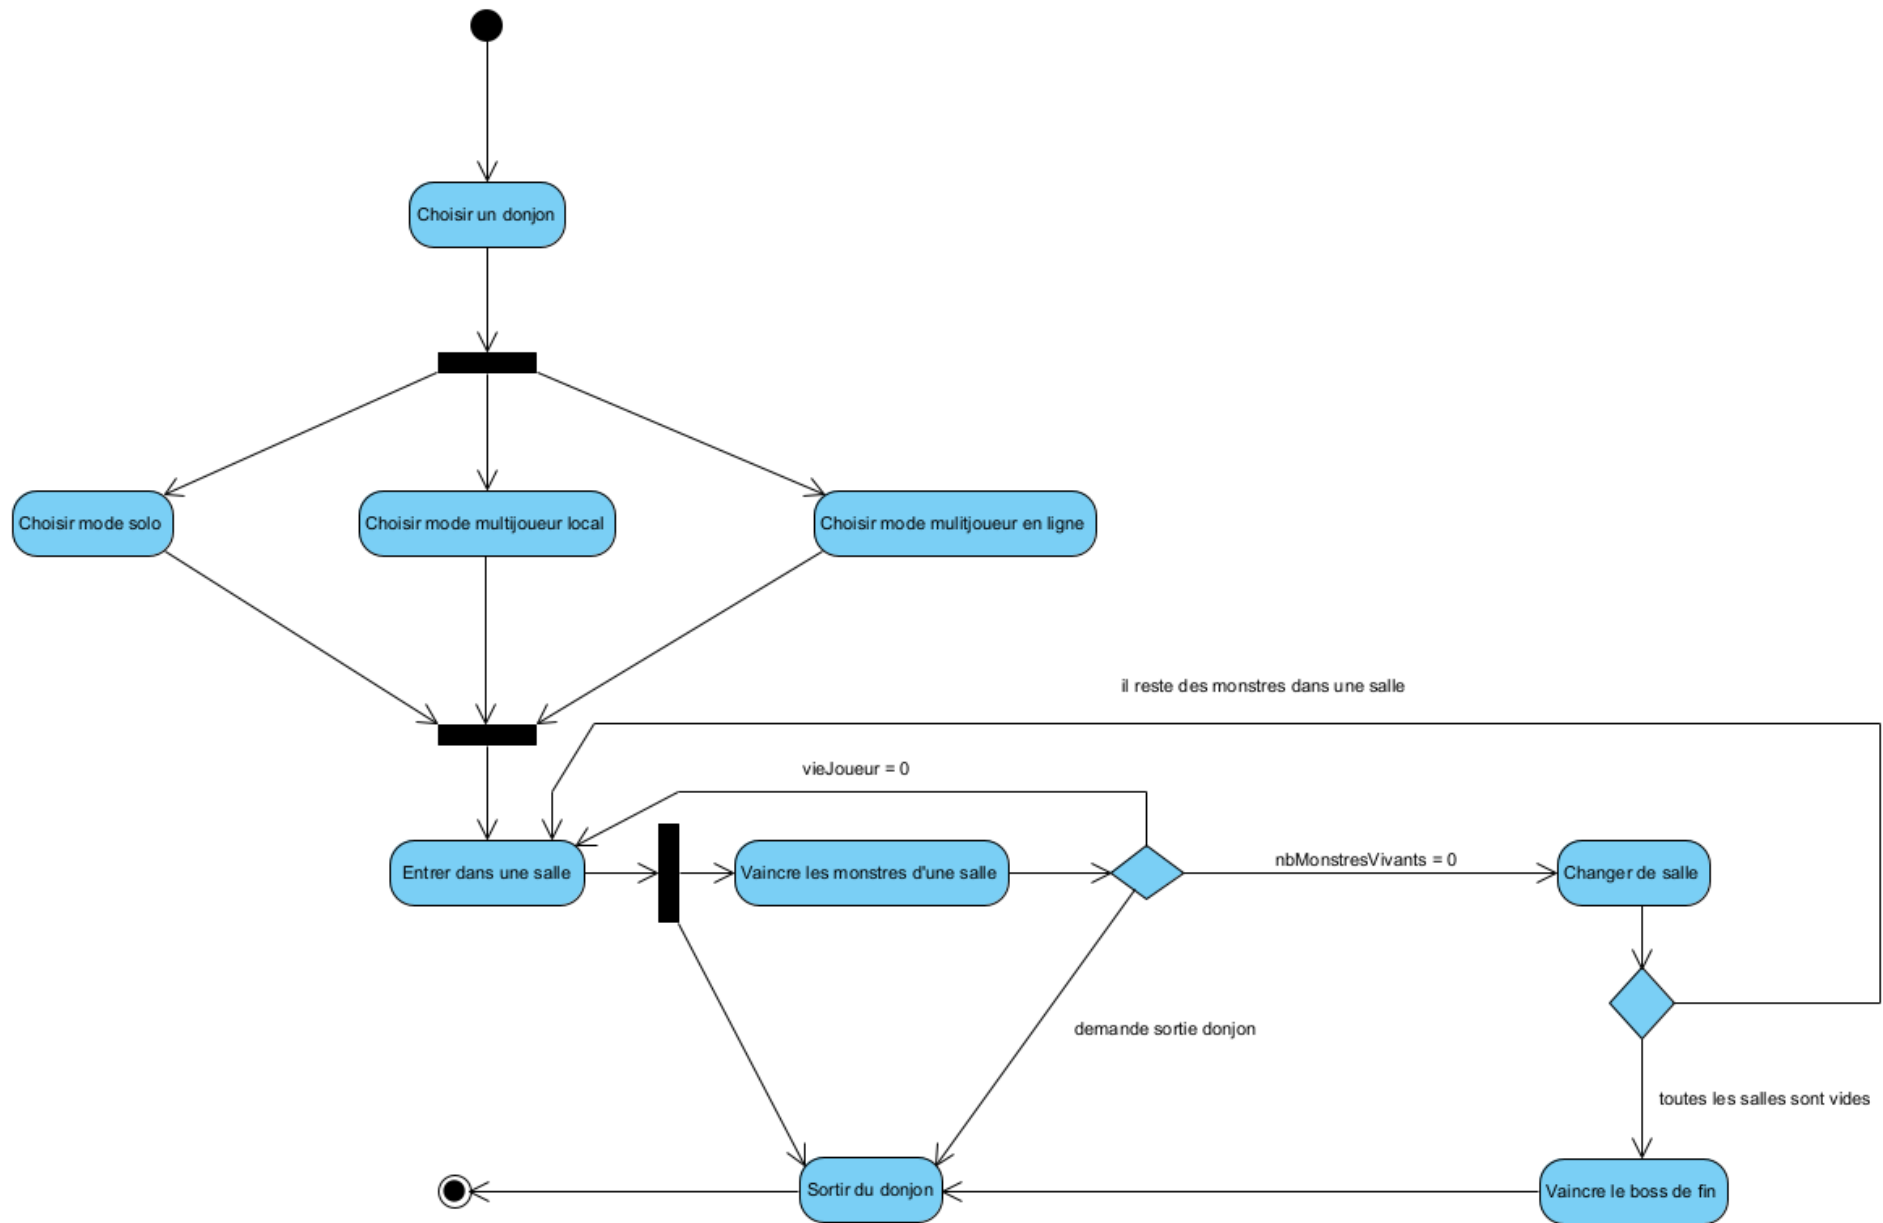 Choisir un donjon
Choisir mode solo
Choisir mode multijoueur local
Choisir mode mulitjoueur en ligne
il reste des monstres dans une salle
vieJoueur = 0
Entrer dans une salle
Vaincre les monstres d'une salle
nbMonstresVivants = 0
Changer de salle
demande sortie donjon
toutes les salles sont vides
Sortir du donjon
Vaincre le boss de fin